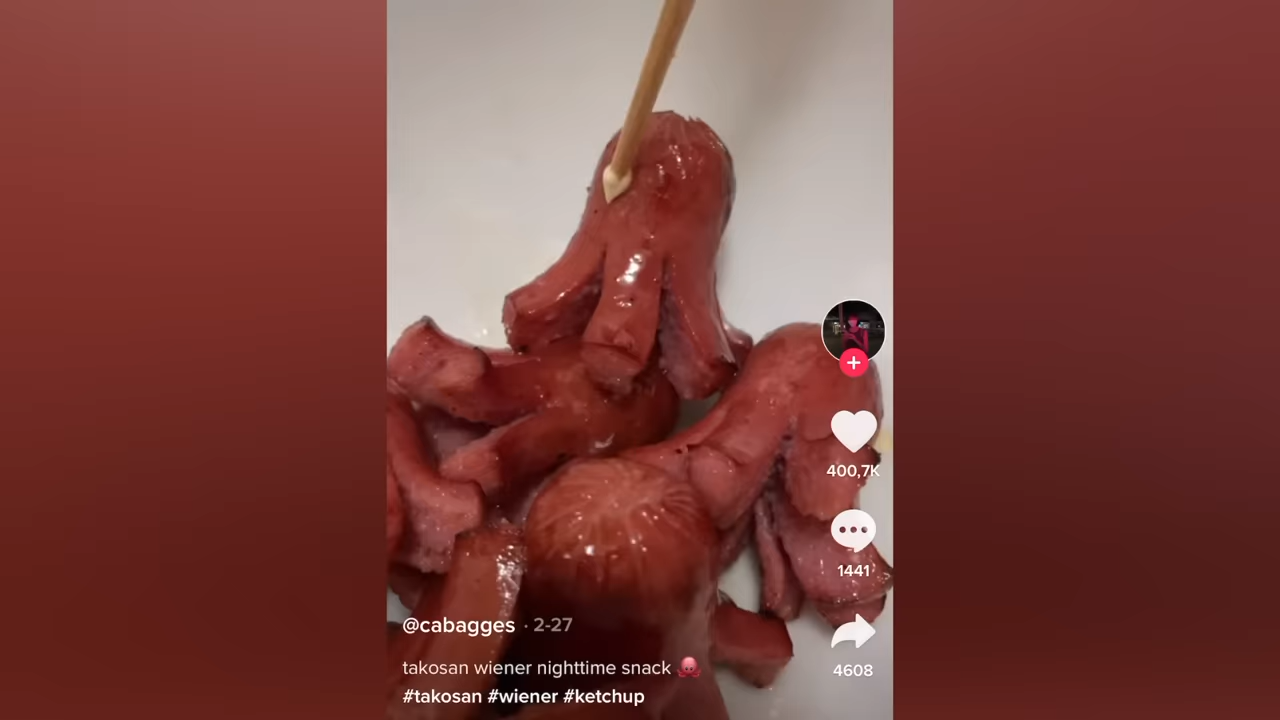 400,7K
1441
4608
@cabagges · 2-27
takosan wiener nighttime snack 🐙
#takosan #wiener #ketchup